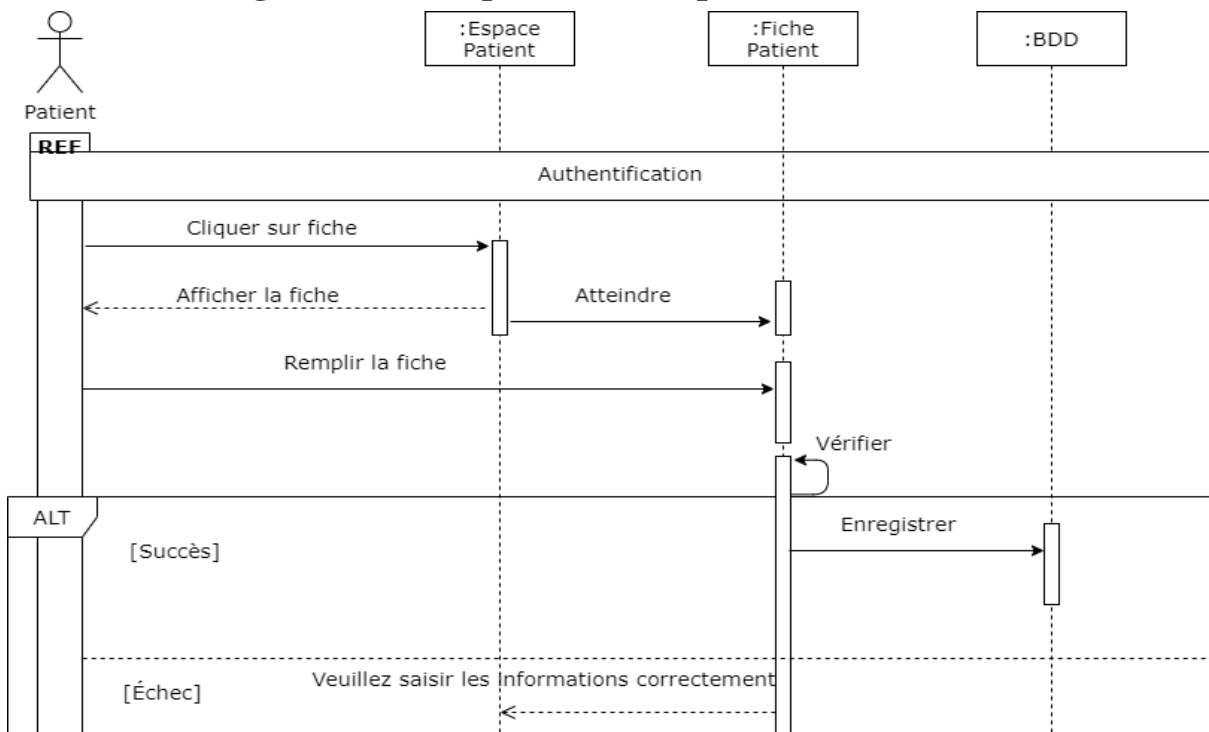 :Espace
Patient
:Fiche
Patient
:BDD
Patient
REF
Authentification
Cliquer sur fiche
Afficher la fiche
Atteindre
Remplir la fiche
Vérifier
ALT
Enregistrer
[Succès]
Veuillez saisir les informations correctement
[Échec]